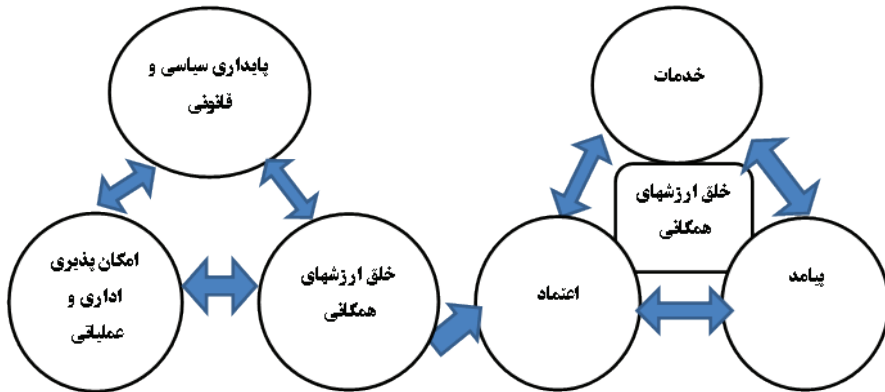 پایداری سیاسی و
قانونی
خدمات
خلق ارزشهای
همگانی
امکان پذیری
اداری و
عملیاتی
خلق ارزشهای
همگانی
اعتماد
پیامد